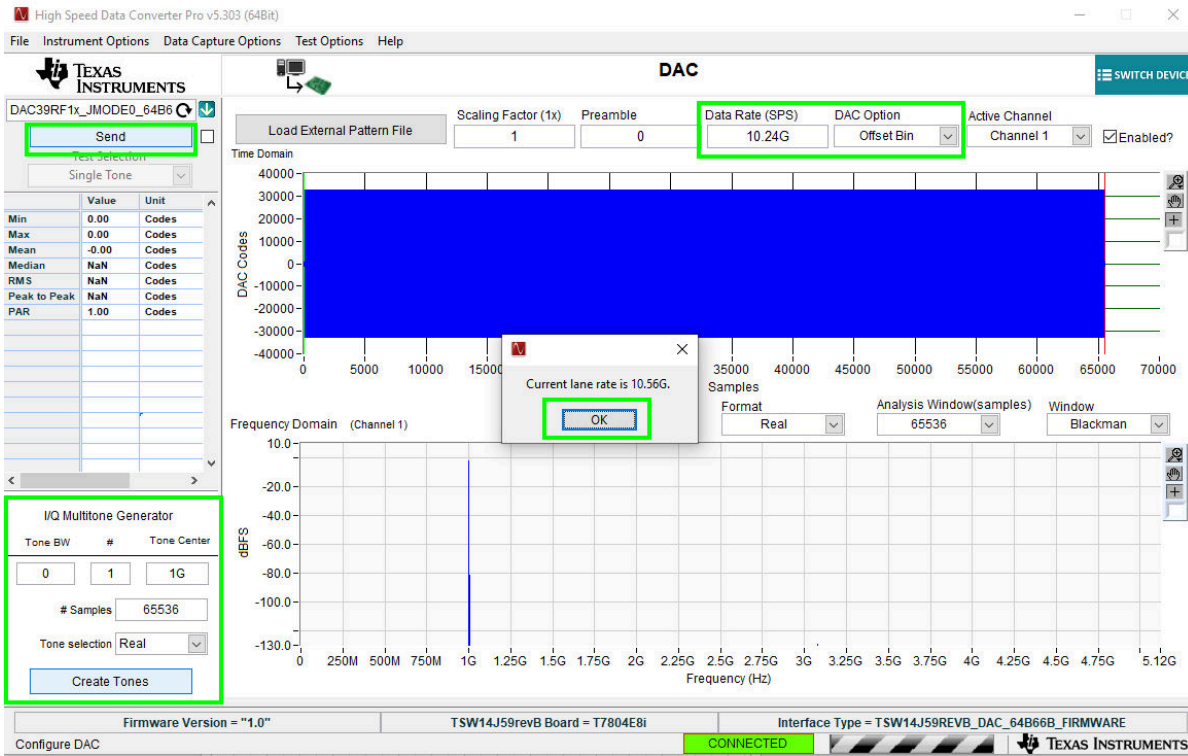 High Speed Data Converter Pro v5.303 (64Bit)
File Instrument Options Data Capture Options Test Options Help
TEXAS INSTRUMENTS
DAC
SWITCH DEVICE
DAC39RF1x_JMODE0_64B6
Send
Test Selection
Single Tone
Load External Pattern File
Scaling Factor (1x)
1
Preamble
0
Data Rate (SPS)
10.24G
DAC Option
Offset Bin
Active Channel
Channel 1
Enabled?
Value Unit
Min 0.00 Codes
Max 0.00 Codes
Mean -0.00 Codes
Median NaN Codes
RMS NaN Codes
Peak to Peak NaN Codes
PAR 1.00 Codes
Time Domain
DAC Codes
40000
30000
20000
10000
0
-10000
-20000
-30000
-40000
0 5000 10000 1500 35000 40000 45000 50000 55000 60000 65000 70000
Samples
Current lane rate is 10.56G.
OK
Format
Real
Analysis Window(samples)
65536
Window
Blackman
Frequency Domain (Channel 1)
dBFS
10.0
-20.0
-40.0
-60.0
-80.0
-100.0
-130.0
0 250M 500M 750M 1G 1.25G 1.5G 1.75G 2G 2.25G 2.5G 2.75G 3G 3.25G 3.5G 3.75G 4G 4.25G 4.5G 4.75G 5.12G
Frequency (Hz)
I/Q Multitone Generator
Tone BW # Tone Center
0 1 1G
# Samples 65536
Tone selection Real
Create Tones
Firmware Version = "1.0"
TSW14J59revB Board = T7804E8i
Interface Type = TSW14J59REVB_DAC_64B66B_FIRMWARE
Configure DAC
CONNECTED
TEXAS INSTRUMENTS